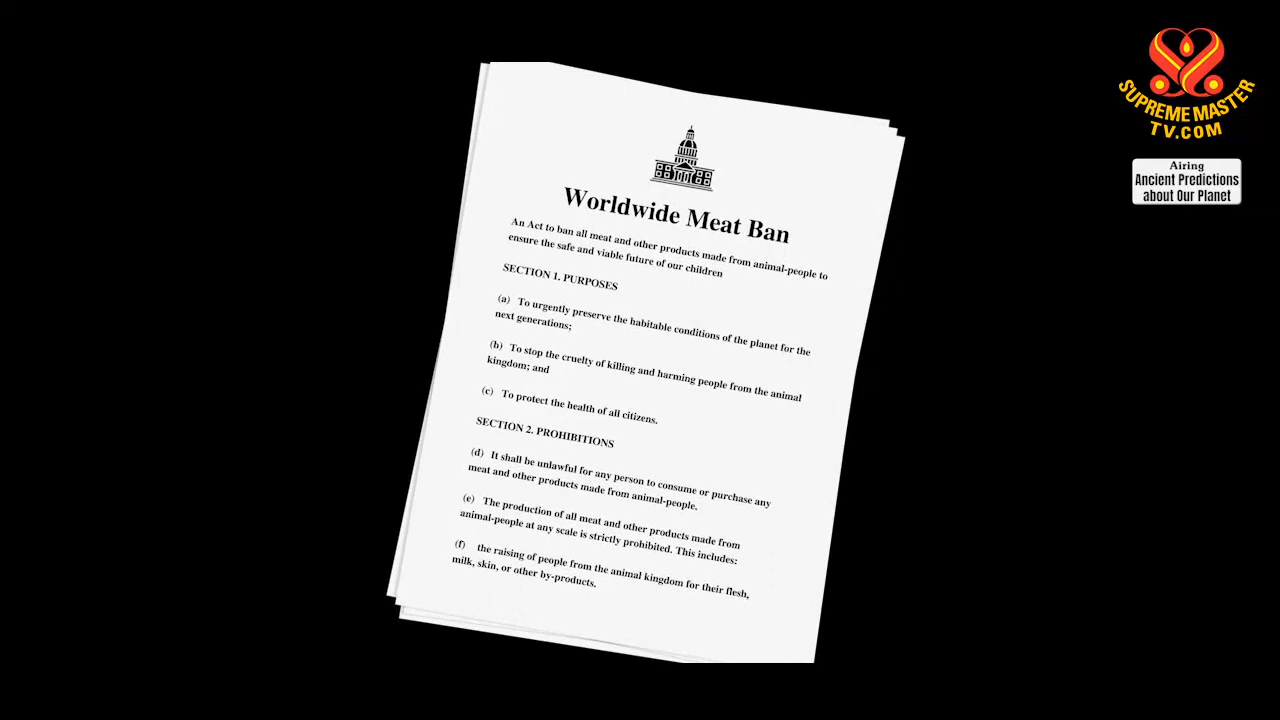 Worldwide Meat Ban
An Act to ban all meat and other products made from animal-people to
ensure the safe and viable future of our children
SECTION 1. PURPOSES
(a) To urgently preserve the habitable conditions of the planet for the
next generations;
(b) To stop the cruelty of killing and harming people from the animal
kingdom; and
(c) To protect the health of all citizens.
SECTION 2. PROHIBITIONS
(d) It shall be unlawful for any person to consume or purchase any
meat and other products made from animal-people.
(e) The production of all meat and other products made from
animal-people at any scale is strictly prohibited. This includes:
(f) the raising of people from the animal kingdom for their flesh,
milk, skin, or other by-products.
SUPREME MASTER
TV.COM
Airing
Ancient Predictions
about Our Planet